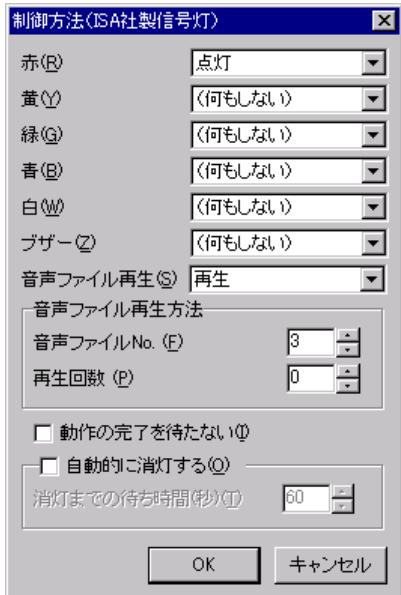 制御方法(ISA社製信号灯)
赤(R) 点灯
黄(Y) (何もしない)
緑(G) (何もしない)
青(B) (何もしない)
白(W) (何もしない)
ブザー(Z) (何もしない)
音声ファイル再生(S) 再生
音声ファイル再生方法
音声ファイルNo. (F) 3
再生回数 (P) 0
動作の完了を待たない(I)
自動的に消灯する(O)
消灯までの待ち時間(秒)(T) 60
OK キャンセル